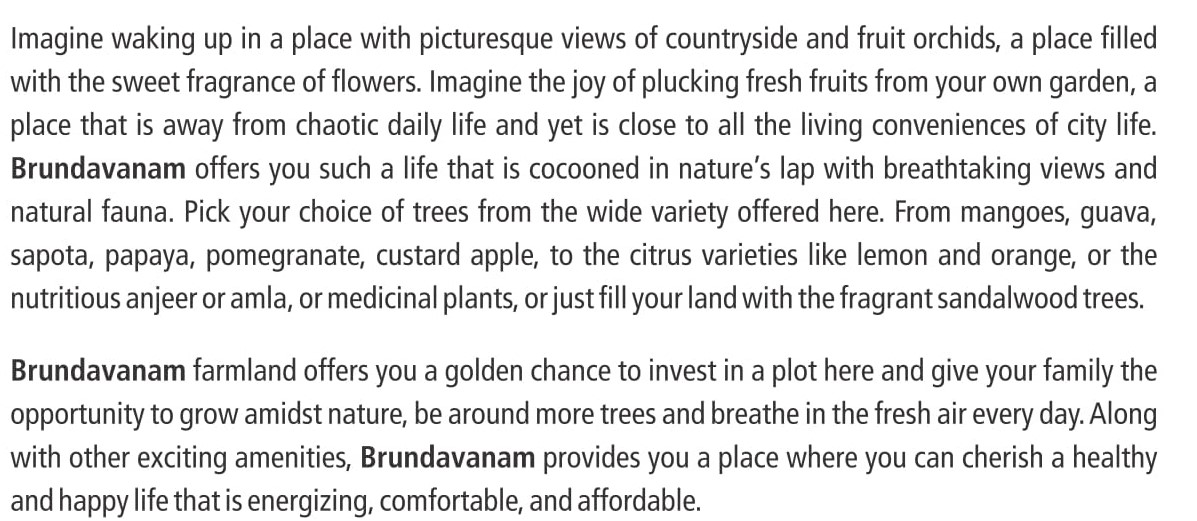 Imagine waking up in a place with picturesque views of countryside and fruit orchids, a place filled
with the sweet fragrance of flowers. Imagine the joy of plucking fresh fruits from your own garden, a
place that is away from chaotic daily life and yet is close to all the living conveniences of city life.
Brundavanam offers you such a life that is cocooned in nature’s lap with breathtaking views and
natural fauna. Pick your choice of trees from the wide variety offered here. From mangoes, guava,
sapota, papaya, pomegranate, custard apple, to the citrus varieties like lemon and orange, or the
nutritious anjeer or amla, or medicinal plants, or just fill your land with the fragrant sandalwood trees.
Brundavanam farmland offers you a golden chance to invest in a plot here and give your family the
opportunity to grow amidst nature, be around more trees and breathe in the fresh air every day. Along
with other exciting amenities, Brundavanam provides you a place where you can cherish a healthy
and happy life that is energizing, comfortable, and affordable.